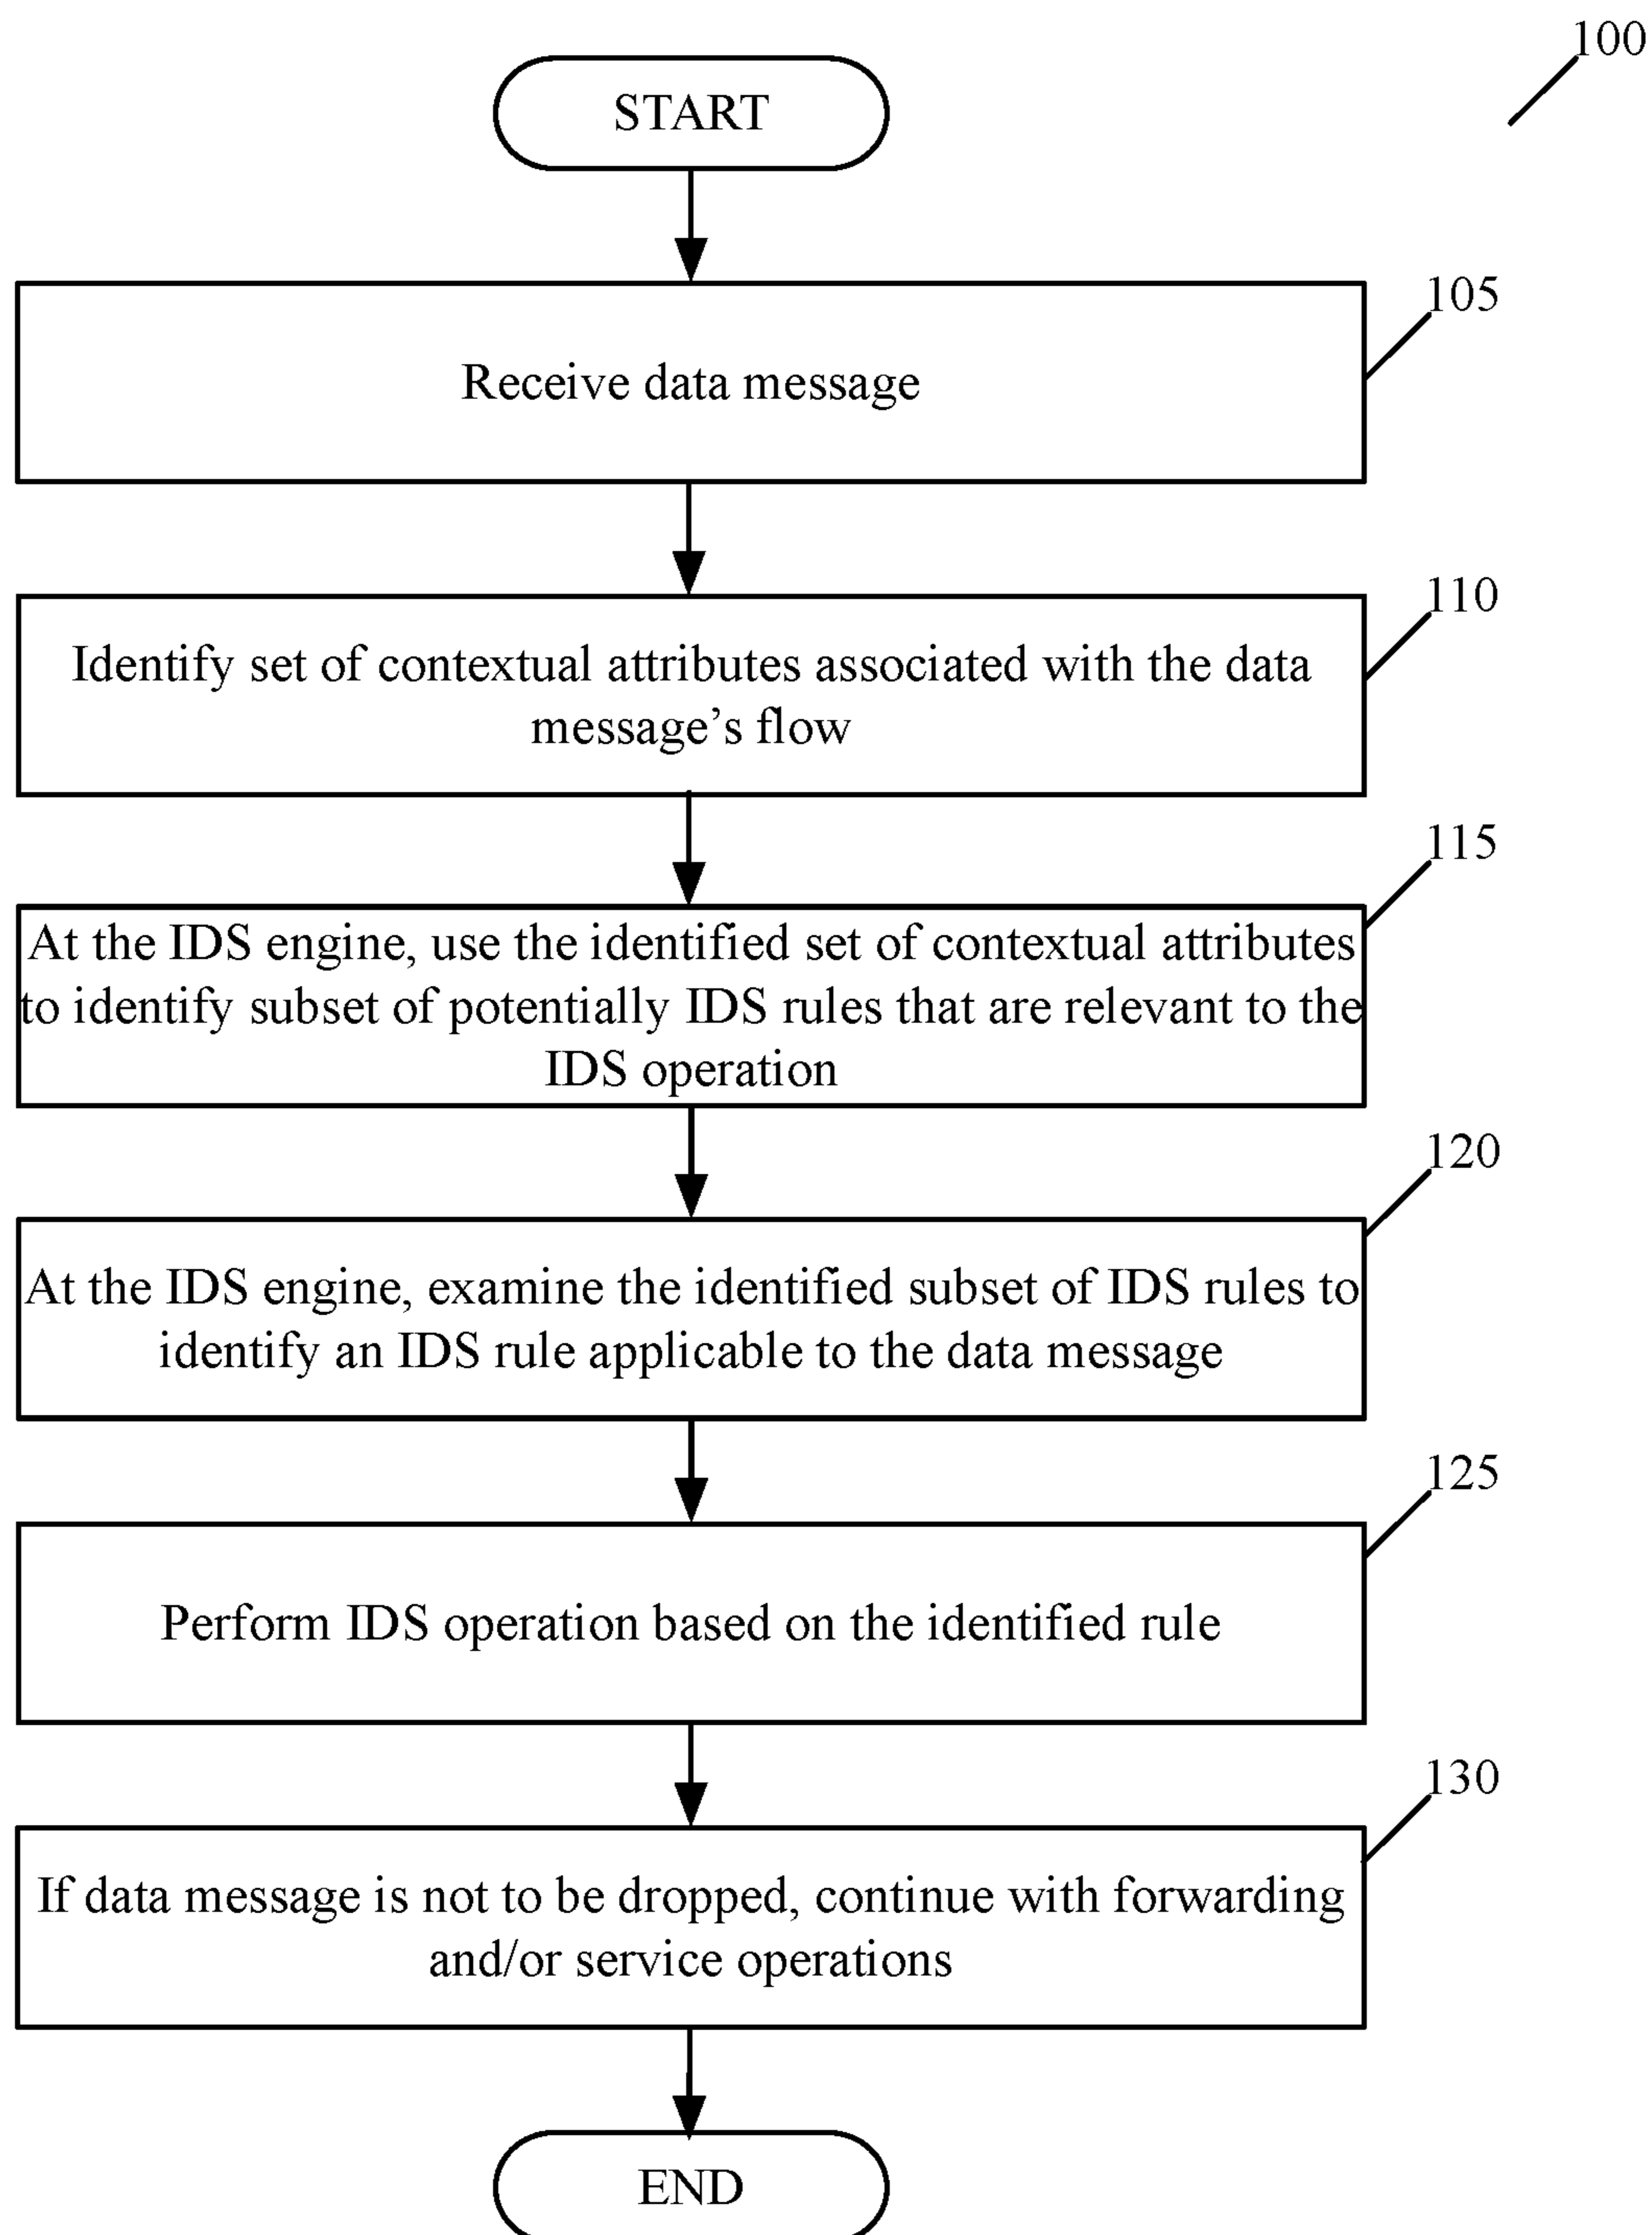 100
START
105
Receive data message
110
Identify set of contextual attributes associated with the data
message’s flow
115
At the IDS engine, use the identified set of contextual attributes
to identify subset of potentially IDS rules that are relevant to the
IDS operation
120
At the IDS engine, examine the identified subset of IDS rules to
identify an IDS rule applicable to the data message
125
Perform IDS operation based on the identified rule
130
If data message is not to be dropped, continue with forwarding
and/or service operations
END